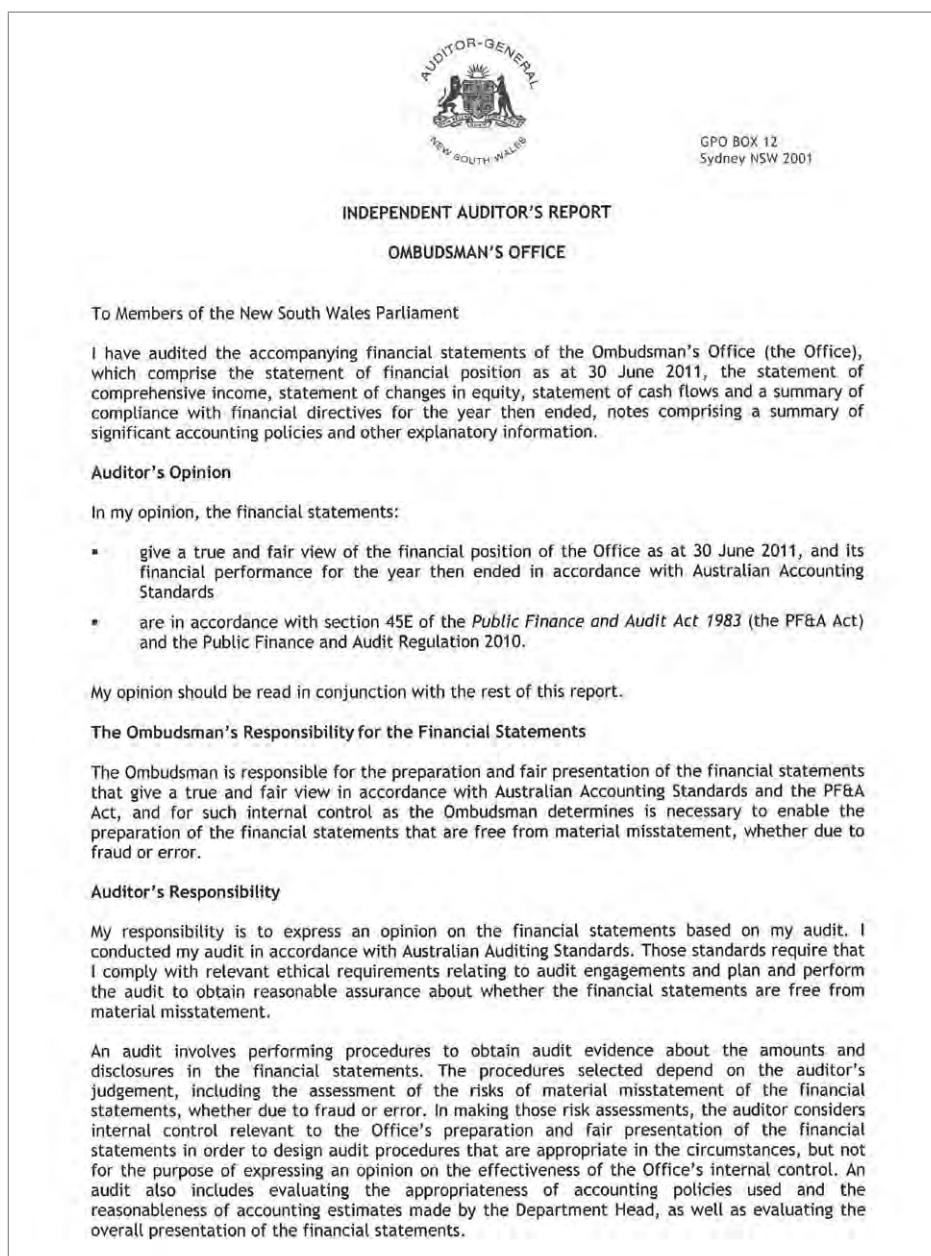 AUDITOR-GENERAL
NEW SOUTH WALES
GPO BOX 12
Sydney NSW 2001
INDEPENDENT AUDITOR'S REPORT
OMBUDSMAN'S OFFICE
To Members of the New South Wales Parliament
I have audited the accompanying financial statements of the Ombudsman's Office (the Office),
which comprise the statement of financial position as at 30 June 2011, the statement of
comprehensive income, statement of changes in equity, statement of cash flows and a summary of
compliance with financial directives for the year then ended, notes comprising a summary of
significant accounting policies and other explanatory information.
Auditor's Opinion
In my opinion, the financial statements:
▪ give a true and fair view of the financial position of the Office as at 30 June 2011, and its
financial performance for the year then ended in accordance with Australian Accounting
Standards
▪ are in accordance with section 45E of the Public Finance and Audit Act 1983 (the PF&A Act)
and the Public Finance and Audit Regulation 2010.
My opinion should be read in conjunction with the rest of this report.
The Ombudsman's Responsibility for the Financial Statements
The Ombudsman is responsible for the preparation and fair presentation of the financial statements
that give a true and fair view in accordance with Australian Accounting Standards and the PF&A
Act, and for such internal control as the Ombudsman determines is necessary to enable the
preparation of the financial statements that are free from material misstatement, whether due to
fraud or error.
Auditor's Responsibility
My responsibility is to express an opinion on the financial statements based on my audit. I
conducted my audit in accordance with Australian Auditing Standards. Those standards require that
I comply with relevant ethical requirements relating to audit engagements and plan and perform
the audit to obtain reasonable assurance about whether the financial statements are free from
material misstatement.
An audit involves performing procedures to obtain audit evidence about the amounts and
disclosures in the financial statements. The procedures selected depend on the auditor's
judgement, including the assessment of the risks of material misstatement of the financial
statements, whether due to fraud or error. In making those risk assessments, the auditor considers
internal control relevant to the Office's preparation and fair presentation of the financial
statements in order to design audit procedures that are appropriate in the circumstances, but not
for the purpose of expressing an opinion on the effectiveness of the Office's internal control. An
audit also includes evaluating the appropriateness of accounting policies used and the
reasonableness of accounting estimates made by the Department Head, as well as evaluating the
overall presentation of the financial statements.